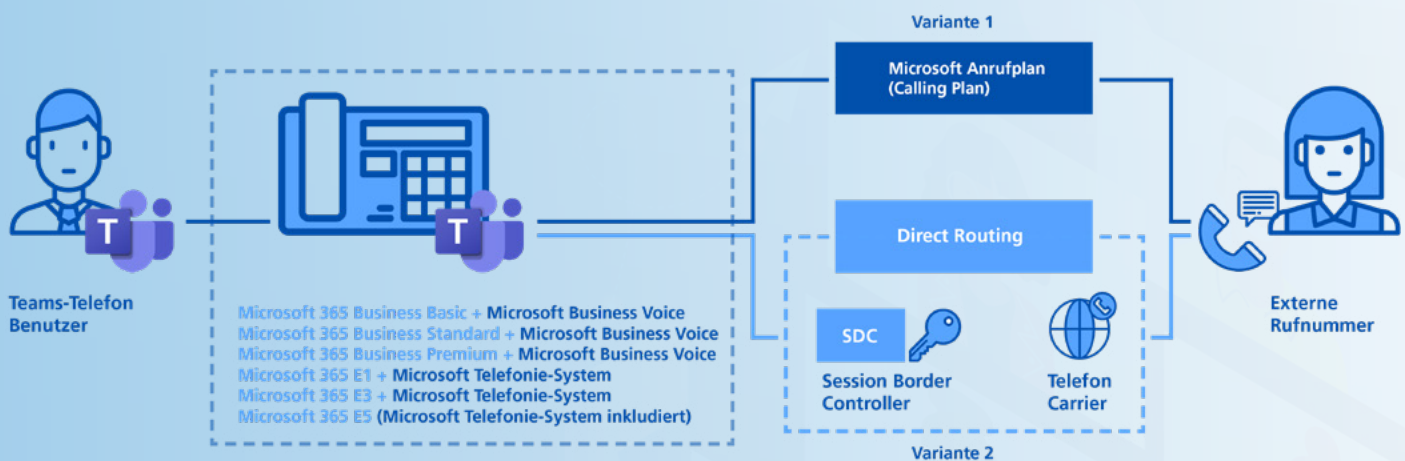 Variante 1
Microsoft Anrufplan
(Calling Plan)
T
T
Direct Routing
Teams-Telefon
Benutzer
Microsoft 365 Business Basic + Microsoft Business Voice
Microsoft 365 Business Standard + Microsoft Business Voice
Microsoft 365 Business Premium + Microsoft Business Voice
Microsoft 365 E1 + Microsoft Telefonie-System
Microsoft 365 E3 + Microsoft Telefonie-System
Microsoft 365 E5 (Microsoft Telefonie-System inkludiert)
SDC
Session Border
Controller
Telefon
Carrier
Externe
Rufnummer
Variante 2